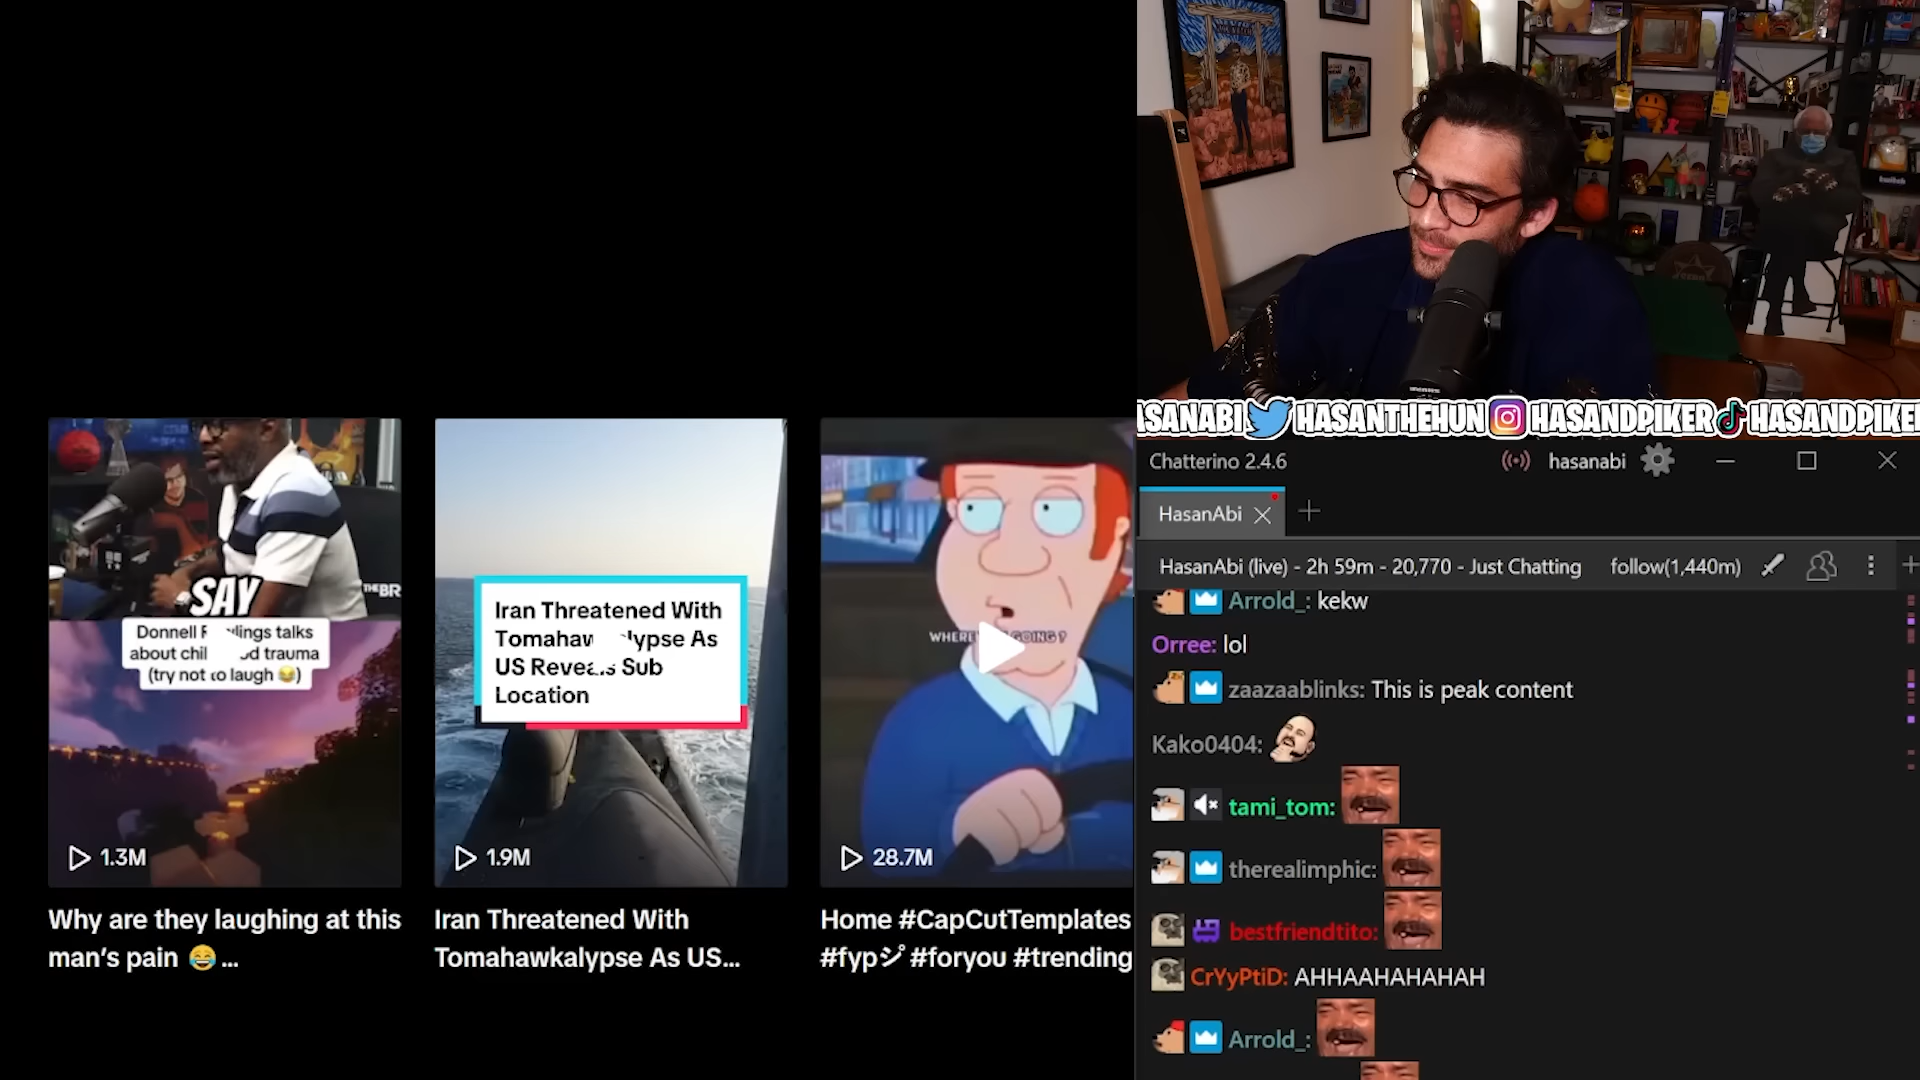 SAY
THE BR
Donnell
lings talks
about chil
d trauma
(try not to laugh 😂)
1.3M
Why are they laughing at this
man's pain 😂 ...
Iran Threatened With
Tomahaw
lypse As
US Reveals Sub
Location
1.9M
Iran Threatened With
Tomahawkalypse As US...
WHERE
GOING ?
28.7M
Home #CapCutTemplates
#fypシ #foryou #trending
ASANABI HASANTHEHUN HASANDPIKER HASANDPIKER
Chatterino 2.4.6
hasanabi
HasanAbi
HasanAbi (live) - 2h 59m - 20,770 - Just Chatting
follow(1,440m)
Arrold_: kekw
Orree: lol
zaazaablinks: This is peak content
Kako0404:
tami_tom:
therealimphic:
bestfriendtito:
CrYyPtiD: AHHAAHAHAHAH
Arrold_: